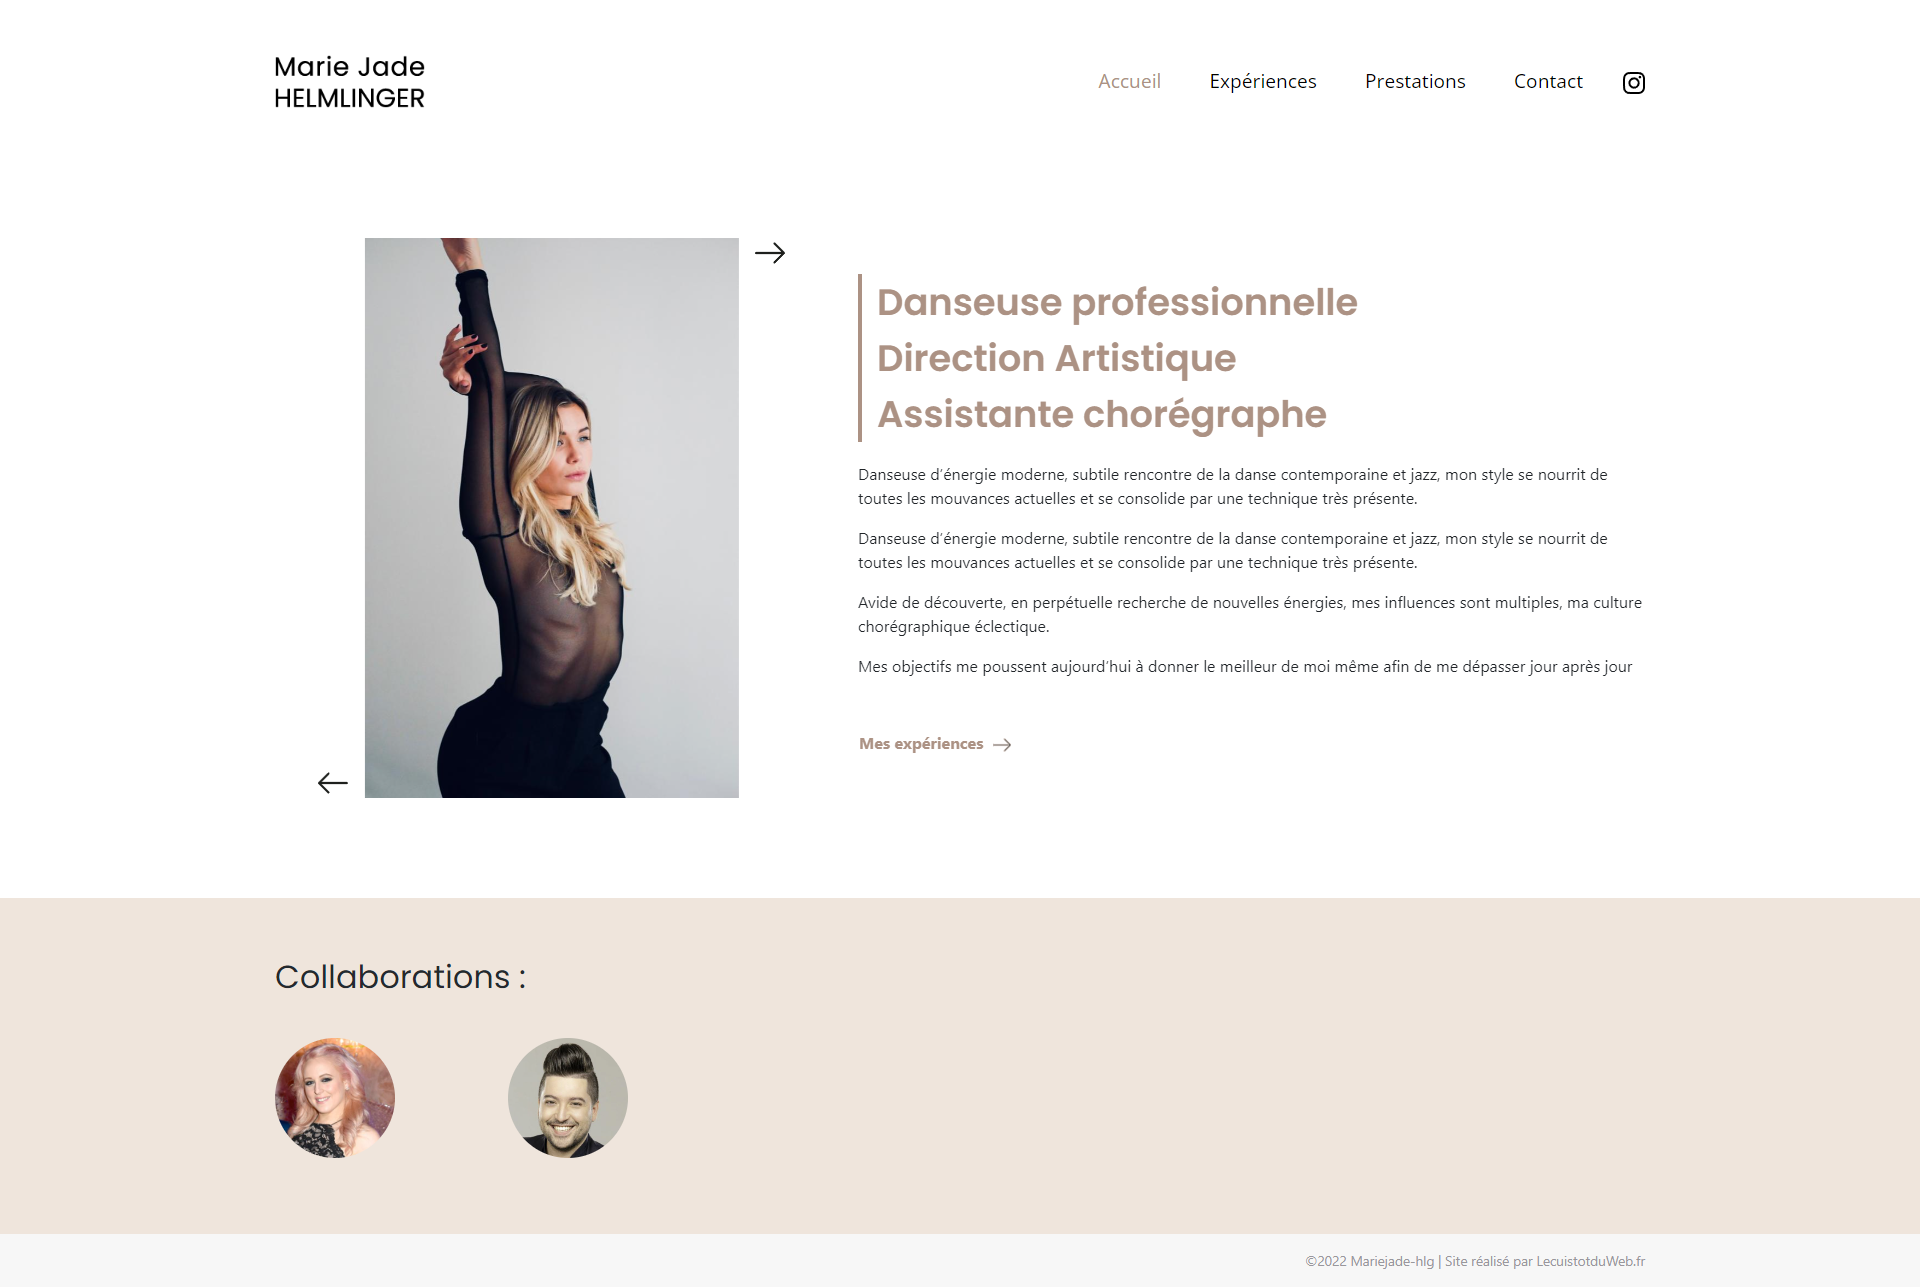 Marie Jade
HELMLINGER
Accueil Expériences Prestations Contact
Danseuse professionnelle
Direction Artistique
Assistante chorégraphe
Danseuse d'énergie moderne, subtile rencontre de la danse contemporaine et jazz, mon style se nourrit de
toutes les mouvances actuelles et se consolide par une technique très présente.
Danseuse d'énergie moderne, subtile rencontre de la danse contemporaine et jazz, mon style se nourrit de
toutes les mouvances actuelles et se consolide par une technique très présente.
Avide de découverte, en perpétuelle recherche de nouvelles énergies, mes influences sont multiples, ma culture
chorégraphique éclectique.
Mes objectifs me poussent aujourd'hui à donner le meilleur de moi même afin de me dépasser jour après jour
Mes expériences
Collaborations :
©2022 Mariejade-hlg | Site réalisé par LecuistotduWeb.fr